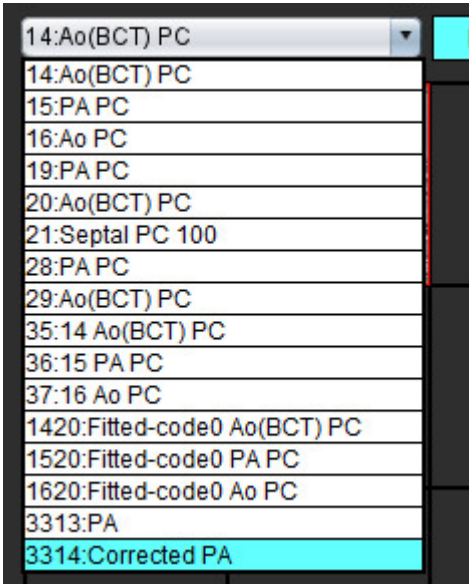 14:Ao(BCT) PC
14:Ao(BCT) PC
15:PA PC
16:Ao PC
19:PA PC
20:Ao(BCT) PC
21:Septal PC 100
28:PA PC
29:Ao(BCT) PC
35:14 Ao(BCT) PC
36:15 PA PC
37:16 Ao PC
1420:Fitted-code0 Ao(BCT) PC
1520:Fitted-code0 PA PC
1620:Fitted-code0 Ao PC
3313:PA
3314:Corrected PA